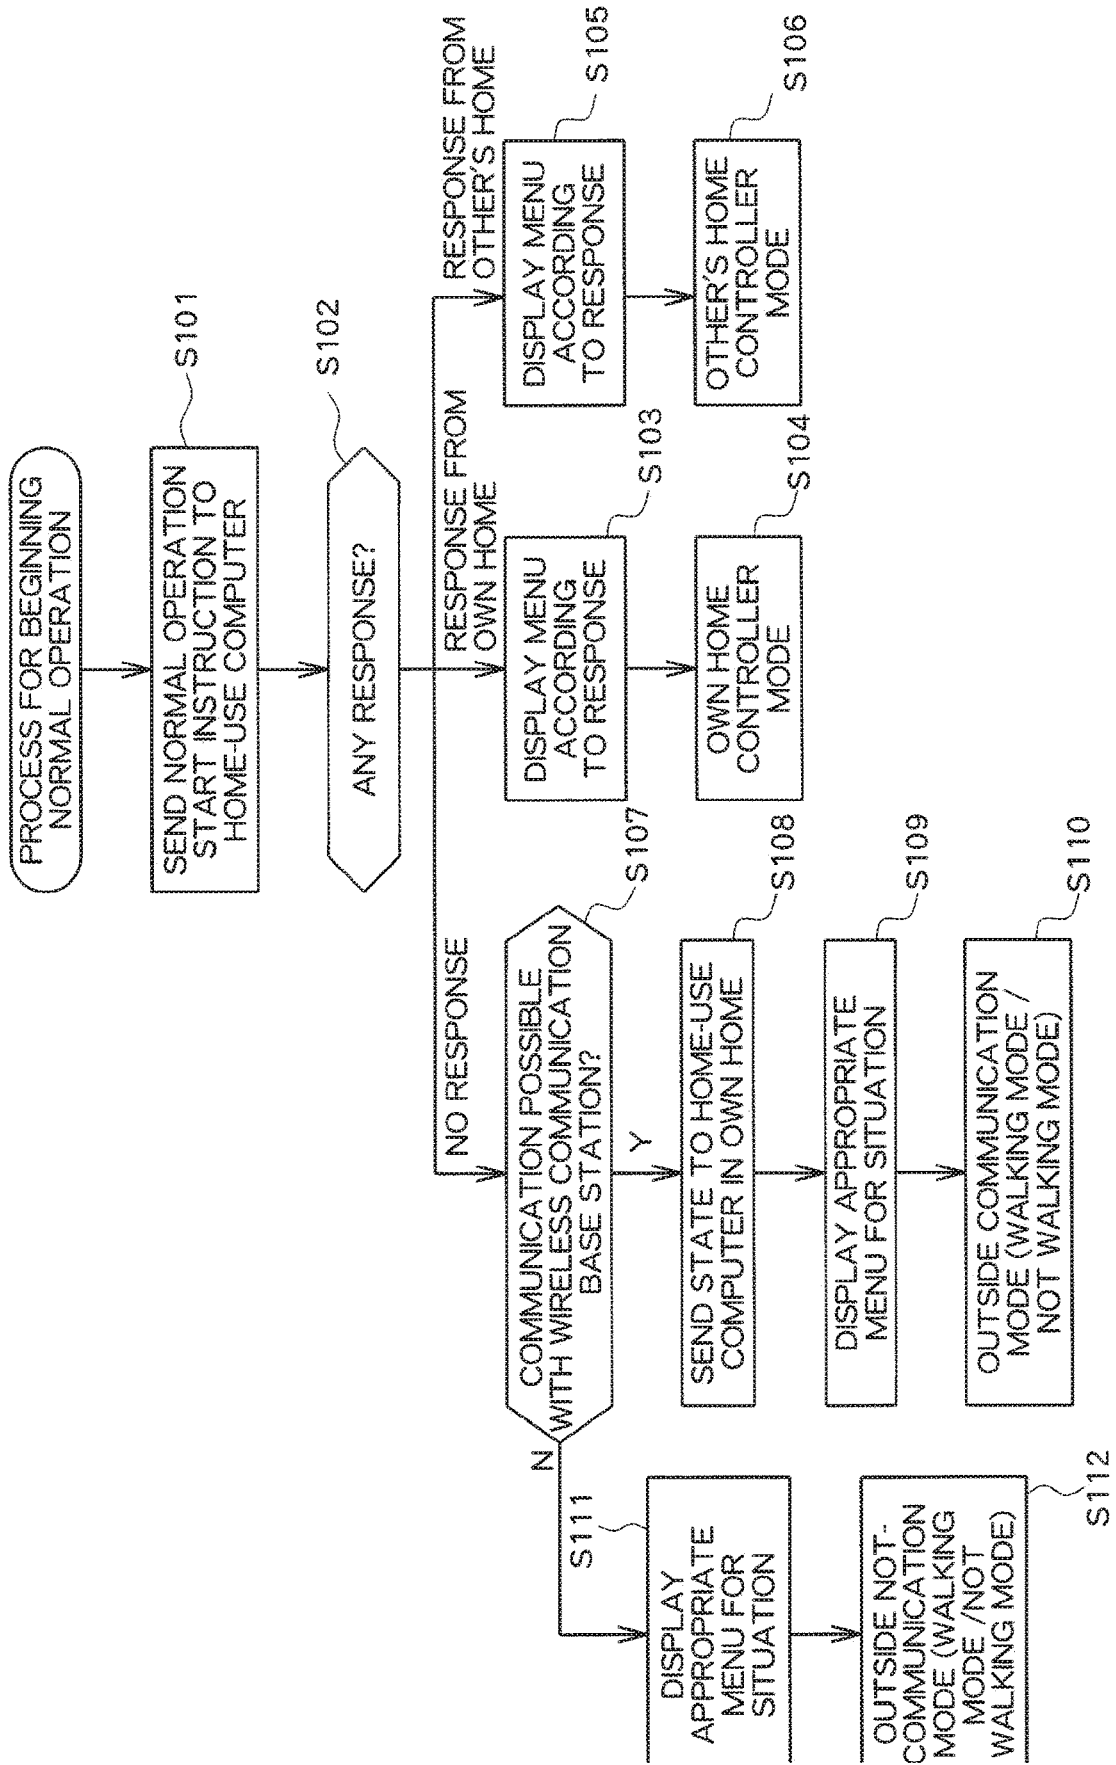 PROCESS FOR BEGINNING
NORMAL OPERATION
S101
SEND NORMAL OPERATION
START INSTRUCTION TO
HOME-USE COMPUTER
S102
ANY RESPONSE?
NO RESPONSE
RESPONSE FROM
OWN HOME
RESPONSE FROM
OTHER'S HOME
S107
COMMUNICATION POSSIBLE
WITH WIRELESS COMMUNICATION
BASE STATION?
S103
DISPLAY MENU
ACCORDING
TO RESPONSE
S105
DISPLAY MENU
ACCORDING
TO RESPONSE
N
Y
S111
DISPLAY
APPROPRIATE
MENU FOR
SITUATION
S108
SEND STATE TO HOME-USE
COMPUTER IN OWN HOME
S104
OWN HOME
CONTROLLER
MODE
S106
OTHER'S HOME
CONTROLLER
MODE
S109
DISPLAY APPROPRIATE
MENU FOR SITUATION
S112
OUTSIDE NOT-
COMMUNICATION
MODE (WALKING
MODE /NOT
WALKING MODE)
S110
OUTSIDE COMMUNICATION
MODE (WALKING MODE /
NOT WALKING MODE)